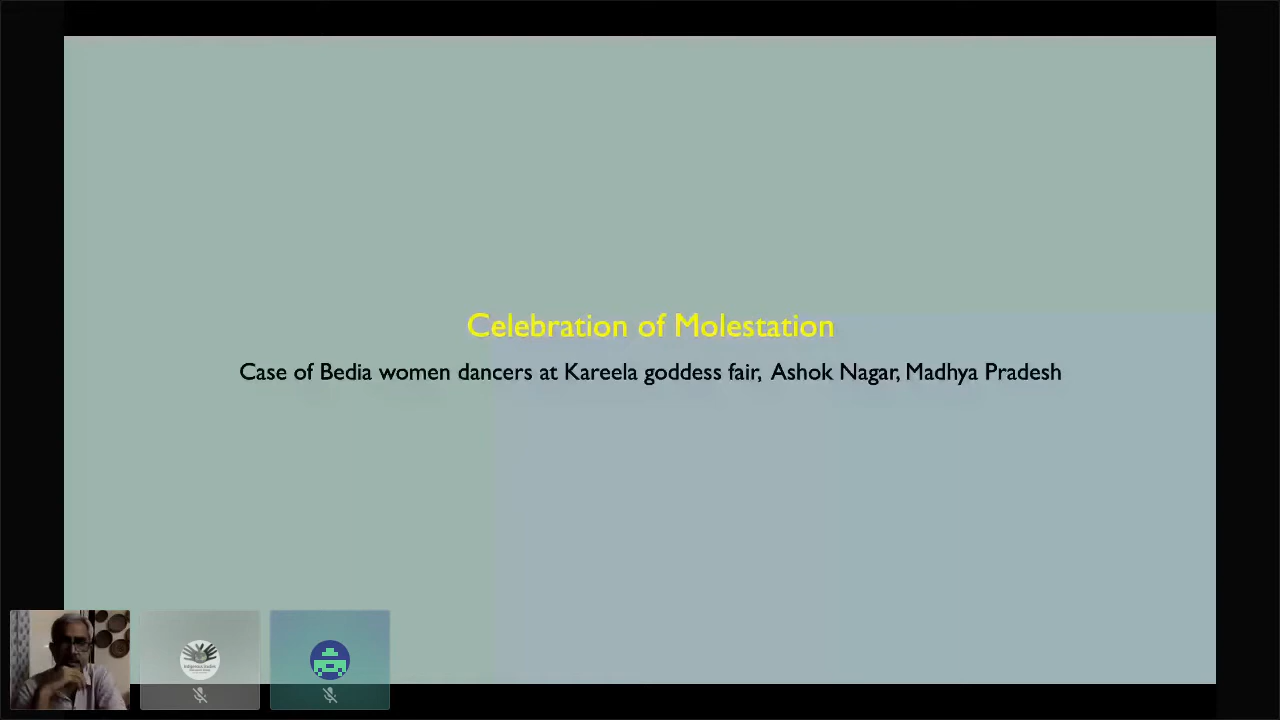 Celebration of Molestation
Case of Bedia women dancers at Kareela goddess fair, Ashok Nagar, Madhya Pradesh